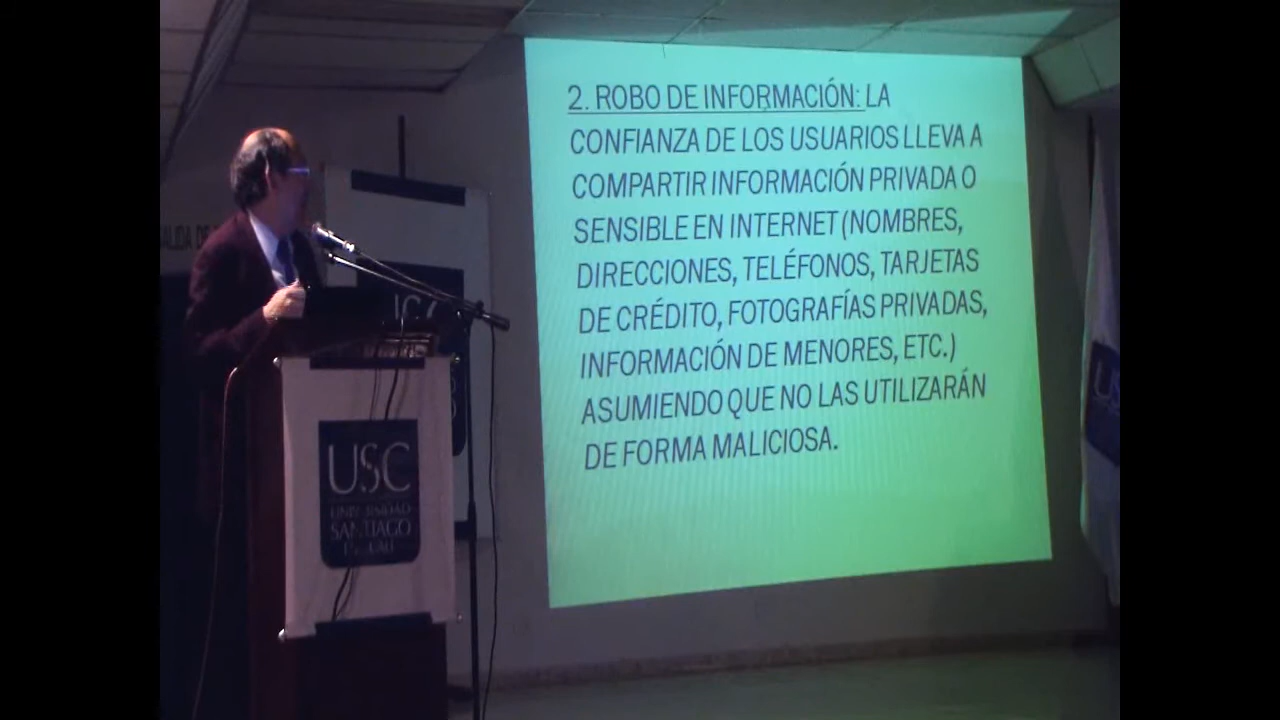 2. ROBO DE INFORMACIÓN: LA
CONFIANZA DE LOS USUARIOS LLEVA A
COMPARTIR INFORMACIÓN PRIVADA O
SENSIBLE EN INTERNET (NOMBRES,
DIRECCIONES, TELÉFONOS, TARJETAS
DE CRÉDITO, FOTOGRAFÍAS PRIVADAS,
INFORMACIÓN DE MENORES, ETC.)
ASUMIENDO QUE NO LAS UTILIZARÁN
DE FORMA MALICIOSA.
USC
UNIVERSIDAD
SANTIAGO
DE CALI